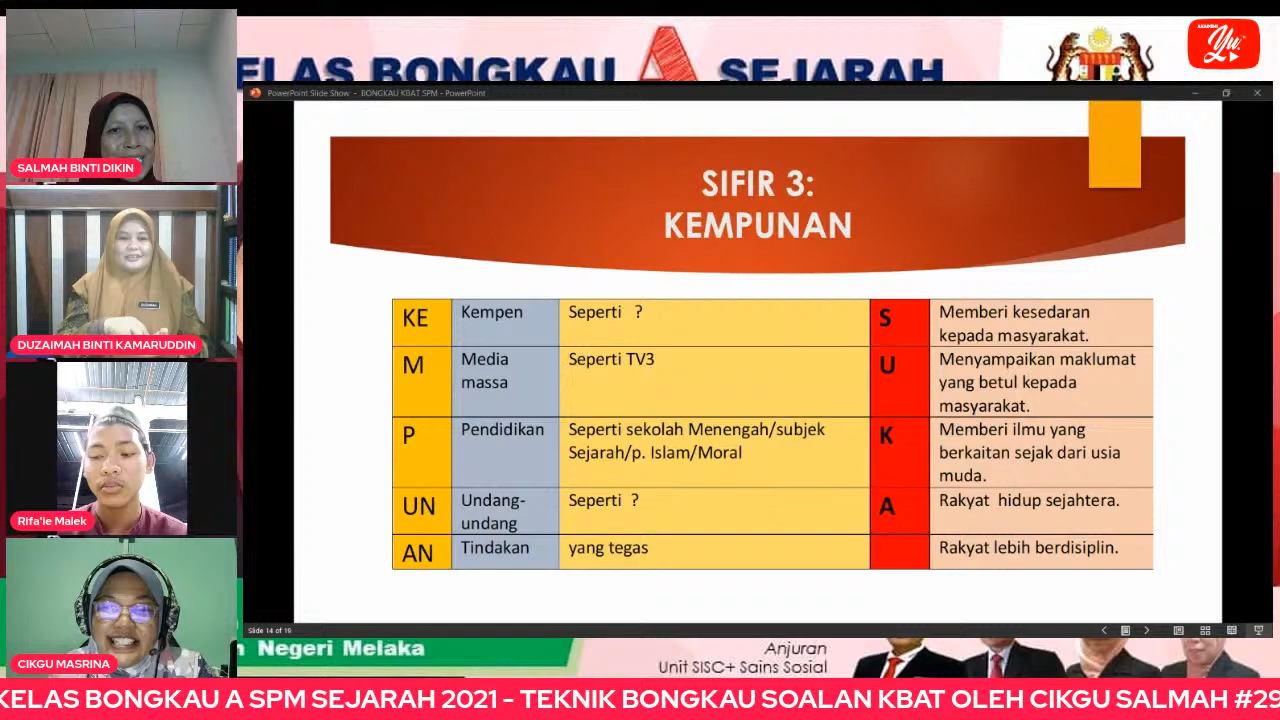 KELAS BONGKAU A SEJARAH
AKADEMI
Yu
SALMAH BINTI DIKIN
DUZAIMAH BINTI KAMARUDDIN
Rifa'ie Malek
CIKGU MASRINA
PowerPoint Slide Show - BONGKAU KBAT SPM - PowerPoint
SIFIR 3:
KEMPUNAN
KE Kempen Seperti ? S Memberi kesedaran
kepada masyarakat.
M Media Seperti TV3 U Menyampaikan maklumat
massa yang betul kepada
masyarakat.
P Pendidikan Seperti sekolah Menengah/subjek K Memberi ilmu yang
Sejarah/p. Islam/Moral berkaitan sejak dari usia
muda.
UN Undang- Seperti ? A Rakyat hidup sejahtera.
undang
AN Tindakan yang tegas Rakyat lebih berdisiplin.
Slide 14 of 19
Negeri Melaka
Anjuran
Unit SISC+ Sains Sosial
KELAS BONGKAU A SPM SEJARAH 2021 - TEKNIK BONGKAU SOALAN KBAT OLEH CIKGU SALMAH #29